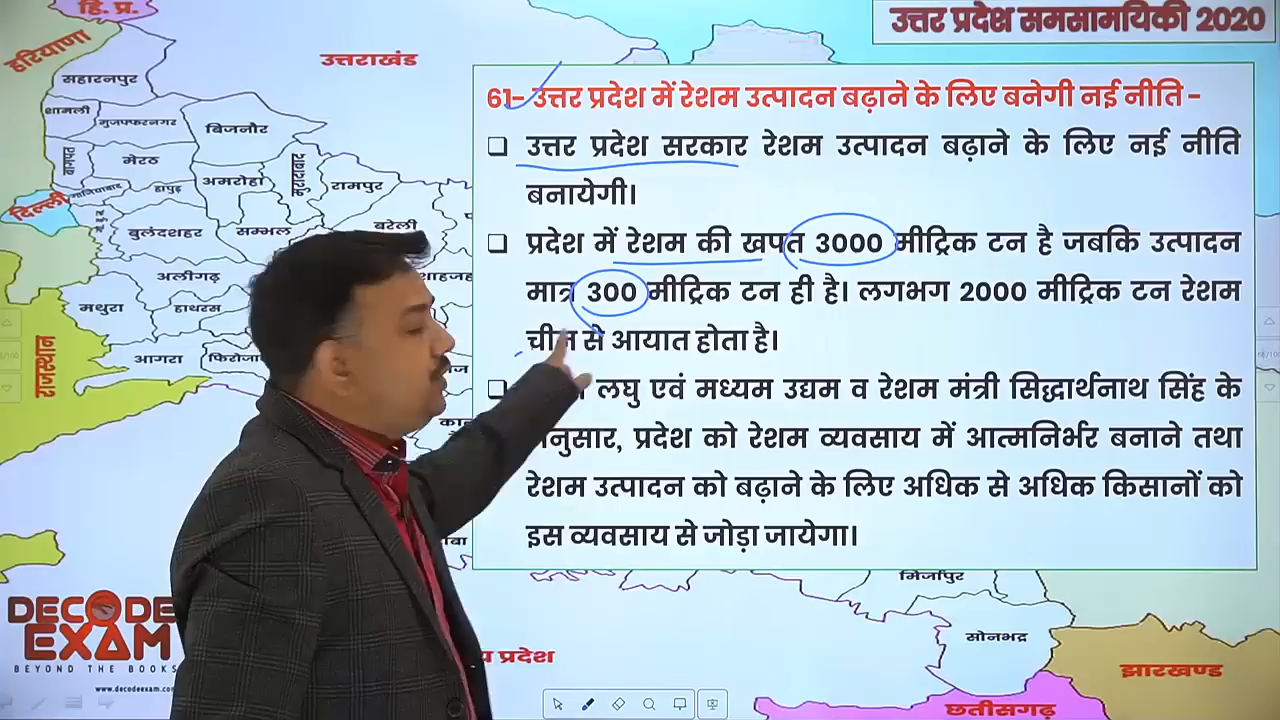 हि. प्र.
उत्तर प्रदेश समसामयिकी 2020
हरियाणा
उत्तराखंड
सहारनपुर
शामली
मुजफ्फरनगर
बिजनौर
बागपत
मेरठ
मुरादाबाद
अमरोहा
रामपुर
दिल्ली
गाजियाबाद
हापुड़
बुलंदशहर
सम्भल
बरेली
अलीगढ़
मथुरा
हाथरस
आगरा
राजस्थान
61- उत्तर प्रदेश में रेशम उत्पादन बढ़ाने के लिए बनेगी नई नीति -
उत्तर प्रदेश सरकार रेशम उत्पादन बढ़ाने के लिए नई नीति
बनायेगी।
प्रदेश में रेशम की खपत 3000 मीट्रिक टन है जबकि उत्पादन
मात्र 300 मीट्रिक टन ही है। लगभग 2000 मीट्रिक टन रेशम
चीन से आयात होता है।
लघु एवं मध्यम उद्यम व रेशम मंत्री सिद्धार्थनाथ सिंह के
अनुसार, प्रदेश को रेशम व्यवसाय में आत्मनिर्भर बनाने तथा
रेशम उत्पादन को बढ़ाने के लिए अधिक से अधिक किसानों को
इस व्यवसाय से जोड़ा जायेगा।
मिर्जापुर
सोनभद्र
प्रदेश
झारखण्ड
छतीसगढ़
DECODE
EXAM
BEYOND THE BOOKS
www.decodeexam.com